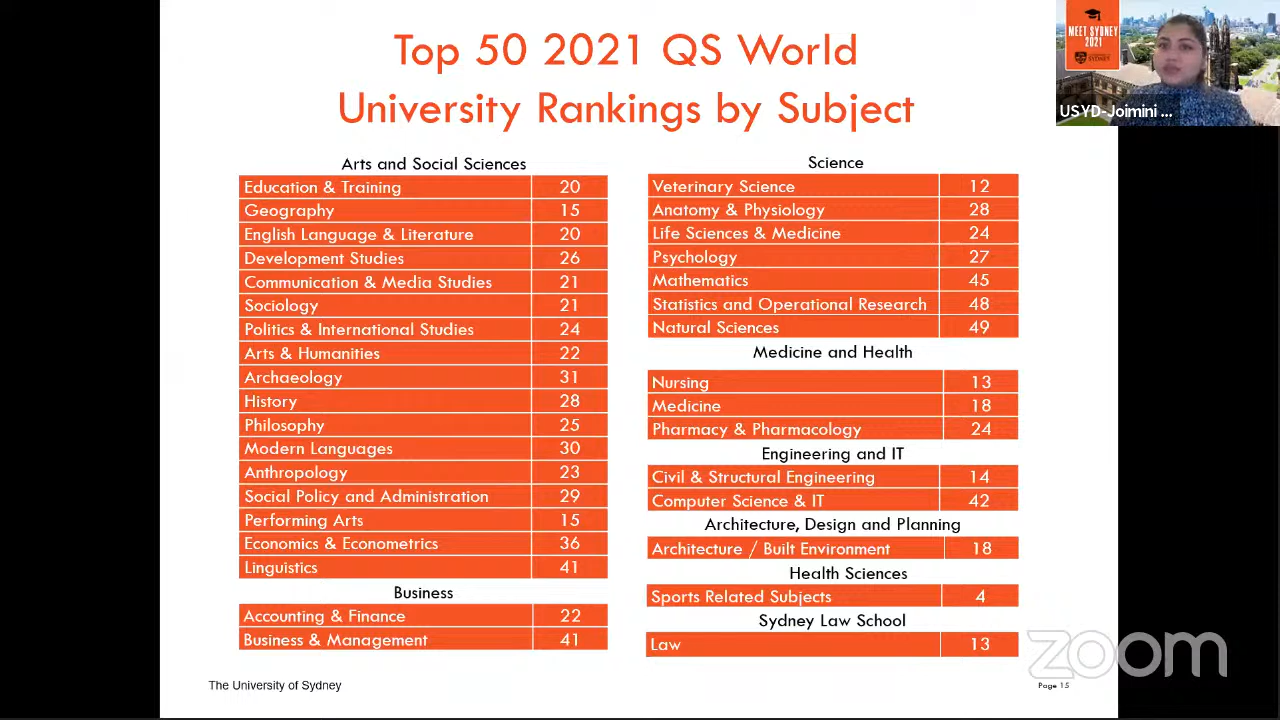 Top 50 2021 QS World
University Rankings by Subject
Arts and Social Sciences
Education & Training 20
Geography 15
English Language & Literature 20
Development Studies 26
Communication & Media Studies 21
Sociology 21
Politics & International Studies 24
Arts & Humanities 22
Archaeology 31
History 28
Philosophy 25
Modern Languages 30
Anthropology 23
Social Policy and Administration 29
Performing Arts 15
Economics & Econometrics 36
Linguistics 41
Business
Accounting & Finance 22
Business & Management 41
Science
Veterinary Science 12
Anatomy & Physiology 28
Life Sciences & Medicine 24
Psychology 27
Mathematics 45
Statistics and Operational Research 48
Natural Sciences 49
Medicine and Health
Nursing 13
Medicine 18
Pharmacy & Pharmacology 24
Engineering and IT
Civil & Structural Engineering 14
Computer Science & IT 42
Architecture, Design and Planning
Architecture / Built Environment 18
Health Sciences
Sports Related Subjects 4
Sydney Law School
Law 13
The University of Sydney
Page 15
MEET SYDNEY
2021
SYDNEY
USYD-Joimini ...
zoom